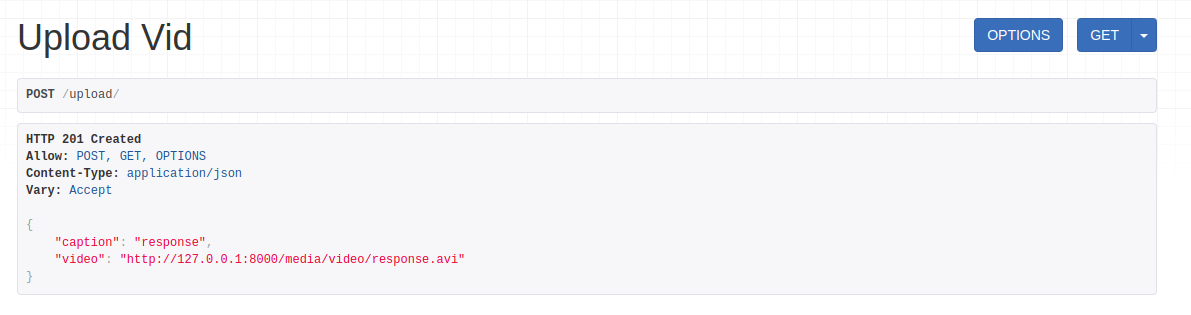 Upload Vid
OPTIONS
GET
POST /upload/
HTTP 201 Created
Allow: POST, GET, OPTIONS
Content-Type: application/json
Vary: Accept
{
    "caption": "response",
    "video": "http://127.0.0.1:8000/media/video/response.avi"
}